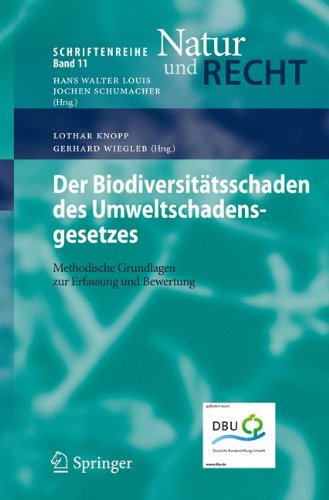 SCHRIFTENREIHE
Band 11
Natur
und RECHT
HANS WALTER LOUIS
JOCHEN SCHUMACHER
(Hrsg.)
LOTHAR KNOPP
GERHARD WIEGLEB (Hrsg.)
Der Biodiversitätsschaden
des Umweltschadens-
gesetzes
Methodische Grundlagen
zur Erfassung und Bewertung
gefördert durch
DBU
Deutsche Bundesstiftung Umwelt
www.dbu.de
Springer